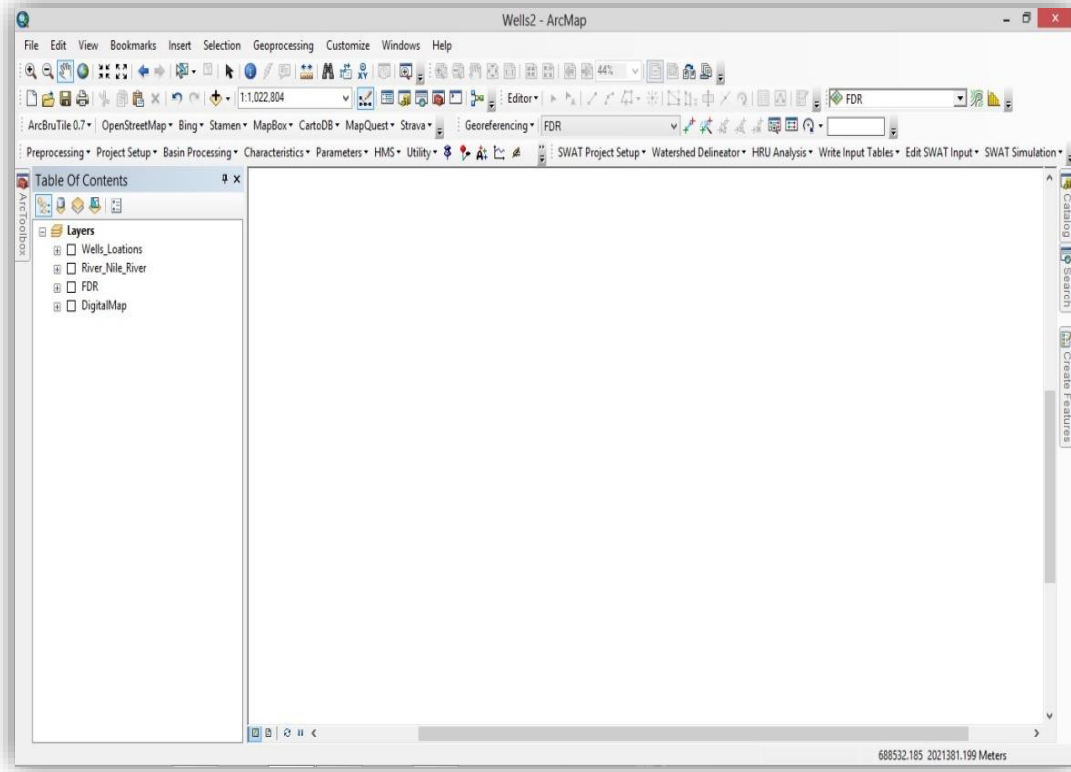 Wells2 - ArcMap
File Edit View Bookmarks Insert Selection Geoprocessing Customize Windows Help
44%
1:1,022,804 Editor FDR
ArcBruTile 0.7 OpenStreetMap Bing Stamen MapBox CartoDB MapQuest Strava Georeferencing FDR
Preprocessing Project Setup Basin Processing Characteristics Parameters HMS Utility SWAT Project Setup Watershed Delineator HRU Analysis Write Input Tables Edit SWAT Input SWAT Simulation
Table Of Contents
ArcToolbox
Layers
Wells_Loations
River_Nile_River
FDR
DigitalMap
Catalog
Search
Create Features
688532.185 2021381.199 Meters